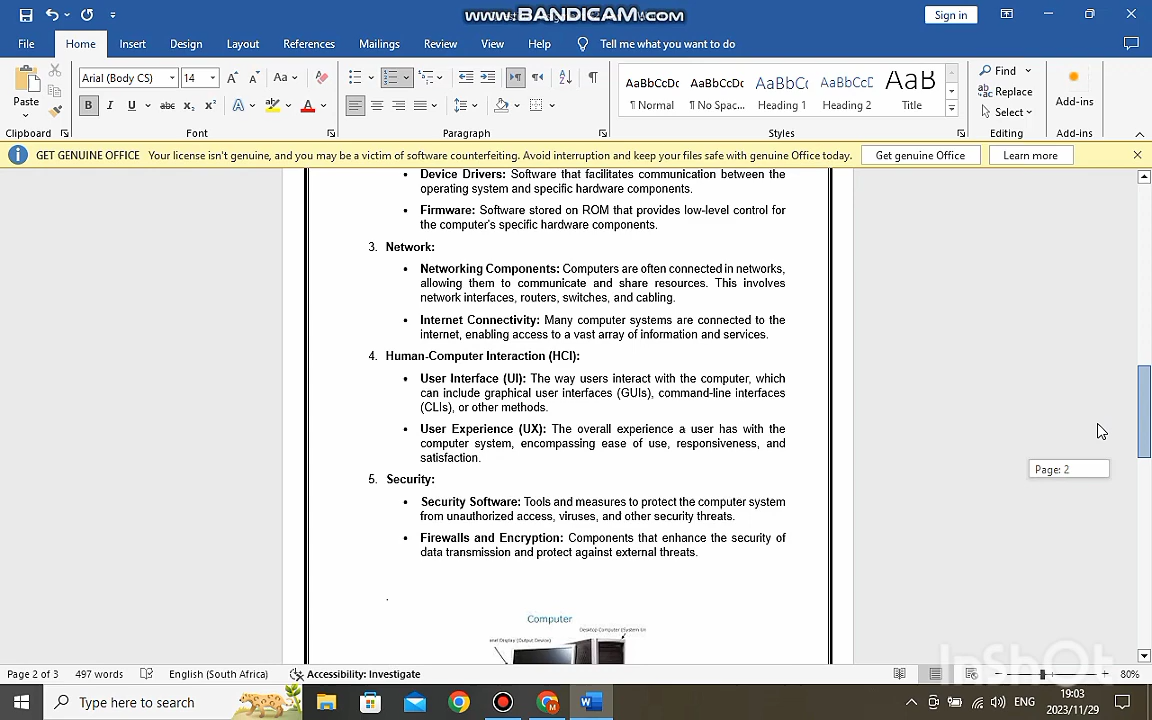 www.BANDICAM.com
Sign in
File Home Insert Design Layout References Mailings Review View Help Tell me what you want to do
Paste
Arial (Body CS) 14
AaBbCcDc AaBbCcDc AaBbCc AaBbCcD AaB
¶ Normal ¶ No Spac... Heading 1 Heading 2 Title
Find
Replace
Select
Add-ins
Clipboard Font Paragraph Styles Editing Add-ins
GET GENUINE OFFICE Your license isn't genuine, and you may be a victim of software counterfeiting. Avoid interruption and keep your files safe with genuine Office today. Get genuine Office Learn more
• Device Drivers: Software that facilitates communication between the
operating system and specific hardware components.
• Firmware: Software stored on ROM that provides low-level control for
the computer's specific hardware components.
3. Network:
• Networking Components: Computers are often connected in networks,
allowing them to communicate and share resources. This involves
network interfaces, routers, switches, and cabling.
• Internet Connectivity: Many computer systems are connected to the
internet, enabling access to a vast array of information and services.
4. Human-Computer Interaction (HCI):
• User Interface (UI): The way users interact with the computer, which
can include graphical user interfaces (GUIs), command-line interfaces
(CLIs), or other methods.
• User Experience (UX): The overall experience a user has with the
computer system, encompassing ease of use, responsiveness, and
satisfaction.
Page: 2
5. Security:
• Security Software: Tools and measures to protect the computer system
from unauthorized access, viruses, and other security threats.
• Firewalls and Encryption: Components that enhance the security of
data transmission and protect against external threats.
.
Computer
Desktop Computer (System Un
Display (Output Device)
InShOt
Page 2 of 3 497 words English (South Africa) Accessibility: Investigate 80%
Type here to search
ENG
19:03
2023/11/29